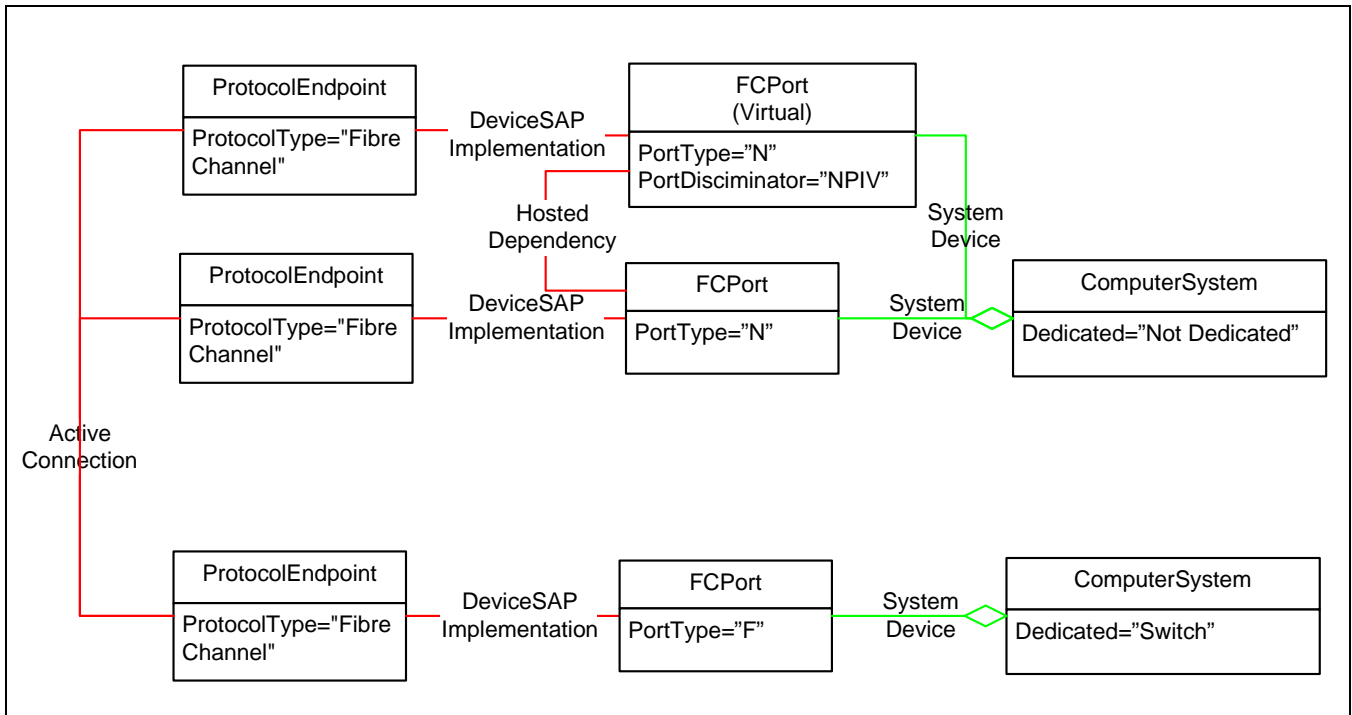 ProtocolEndpoint
ProtocolType="Fibre
Channel"
DeviceSAP
Implementation
FCPort
(Virtual)
PortType=”N”
PortDisciminator=”NPIV”
Hosted
Dependency
System
Device
ProtocolEndpoint
ProtocolType="Fibre
Channel"
DeviceSAP
Implementation
FCPort
PortType=”N”
System
Device
ComputerSystem
Dedicated=”Not Dedicated”
Active
Connection
ProtocolEndpoint
ProtocolType="Fibre
Channel"
DeviceSAP
Implementation
FCPort
PortType=”F”
System
Device
ComputerSystem
Dedicated=”Switch”